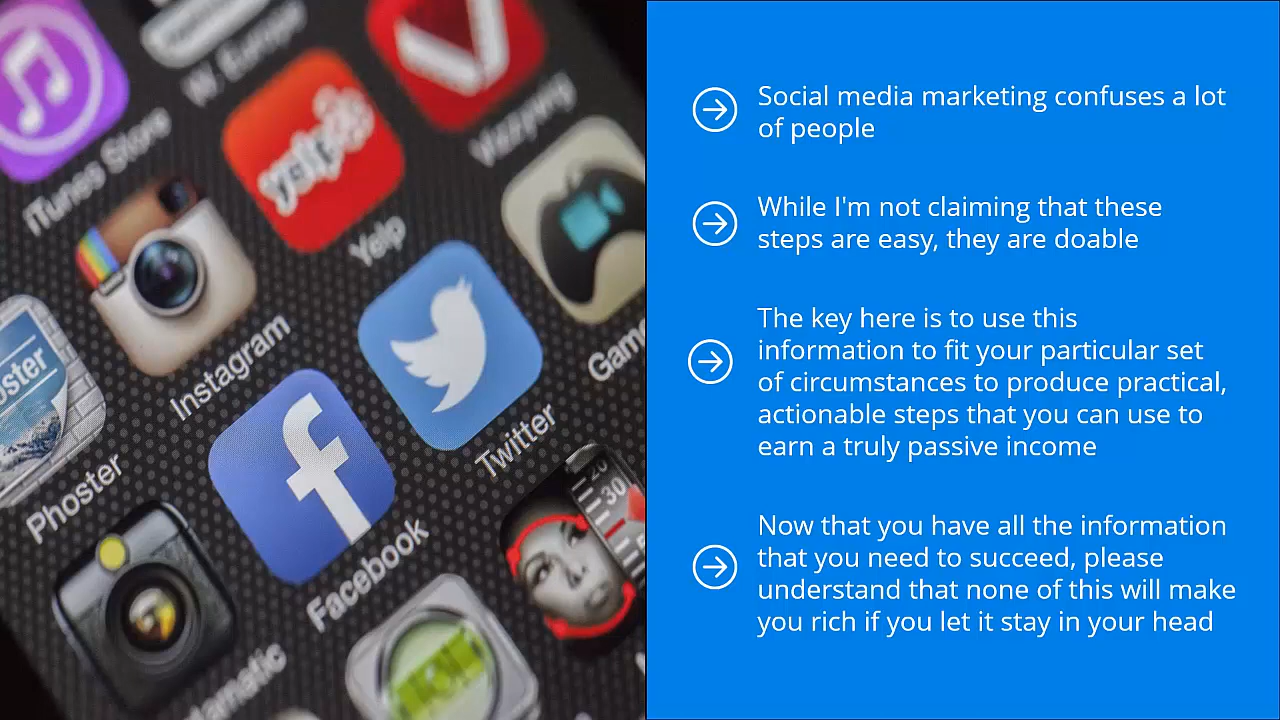 W. Europe
iTunes Store
yelp
Yelp
Instagram
Twitter
Phoster
f
Facebook
20
30
Social media marketing confuses a lot
of people
While I'm not claiming that these
steps are easy, they are doable
The key here is to use this
information to fit your particular set
of circumstances to produce practical,
actionable steps that you can use to
earn a truly passive income
Now that you have all the information
that you need to succeed, please
understand that none of this will make
you rich if you let it stay in your head